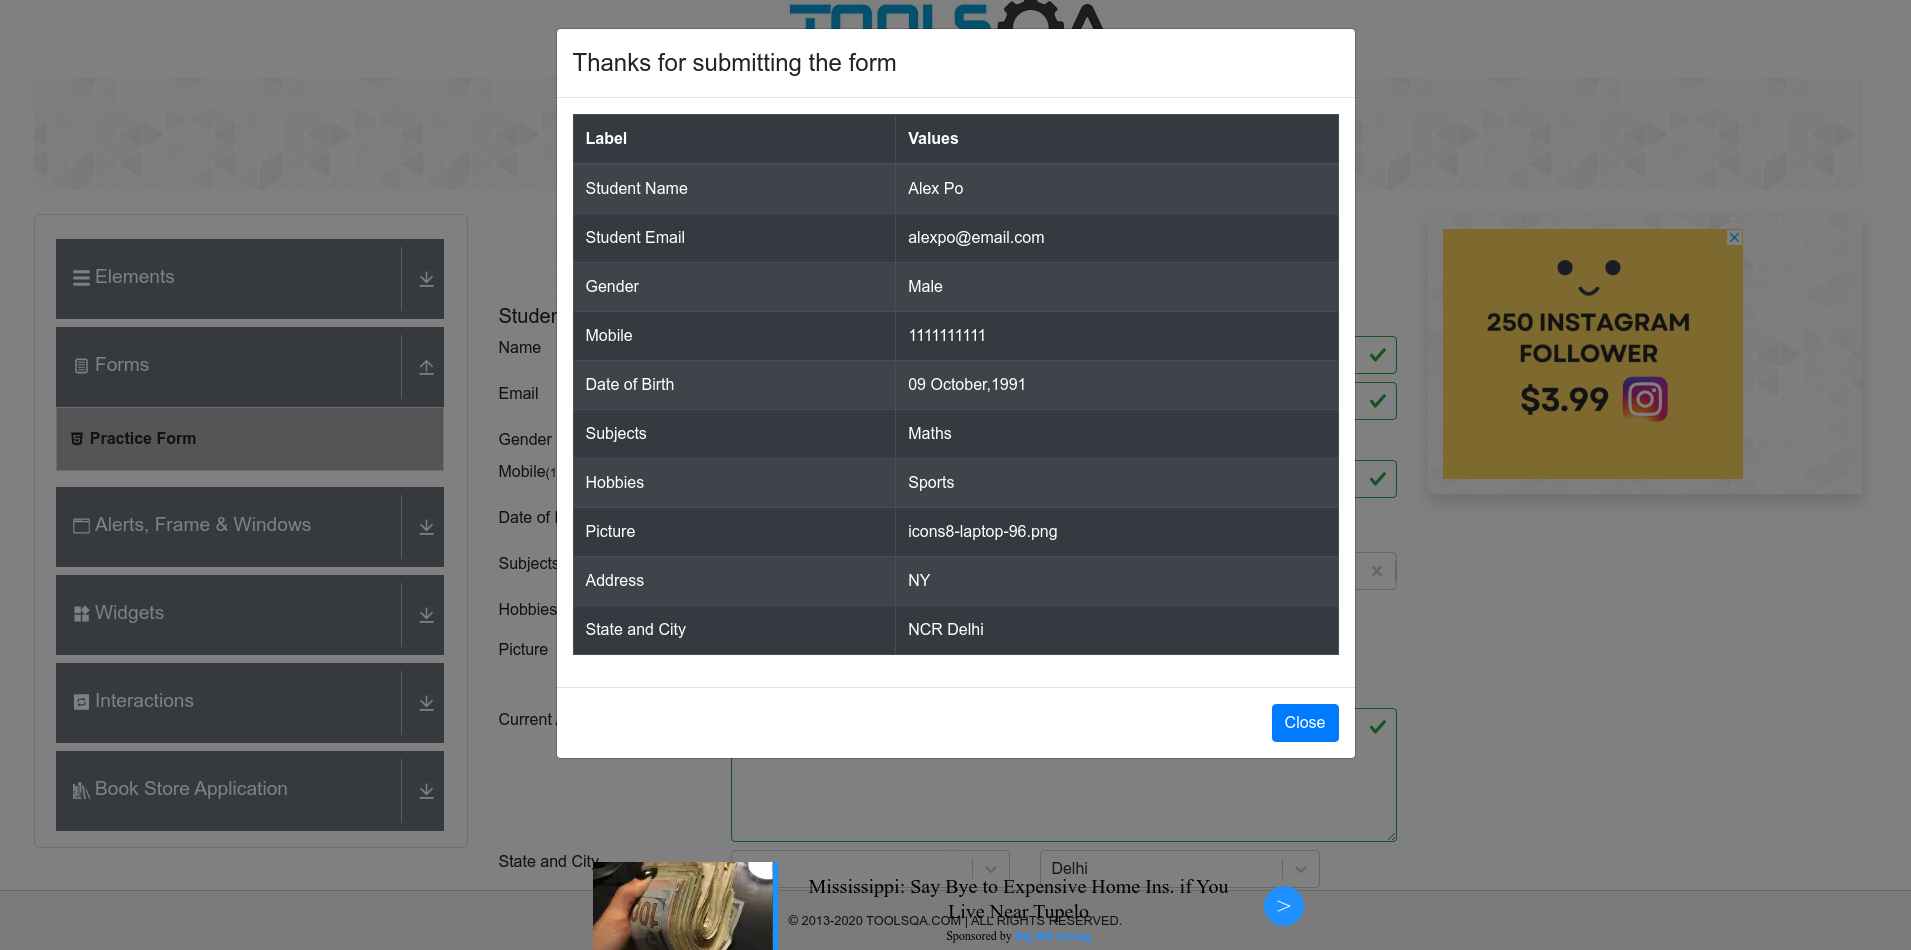 TOOLSQA
Thanks for submitting the form
Label Values
Student Name Alex Po
Student Email alexpo@email.com
Gender Male
Mobile 1111111111
Date of Birth 09 October,1991
Subjects Maths
Hobbies Sports
Picture icons8-laptop-96.png
Address NY
State and City NCR Delhi
Close
Elements
Forms
Practice Form
Alerts, Frame & Windows
Widgets
Interactions
Book Store Application
Name
Email
Gender
Mobile(1
Date of
Subjects
Hobbies
Picture
Current
State and City
Delhi
250 INSTAGRAM
FOLLOWER
$3.99
Mississippi: Say Bye to Expensive Home Ins. if You
Live Near Tupelo
Sponsored by
>
© 2013-2020 TOOLSQA.COM | ALL RIGHTS RESERVED.